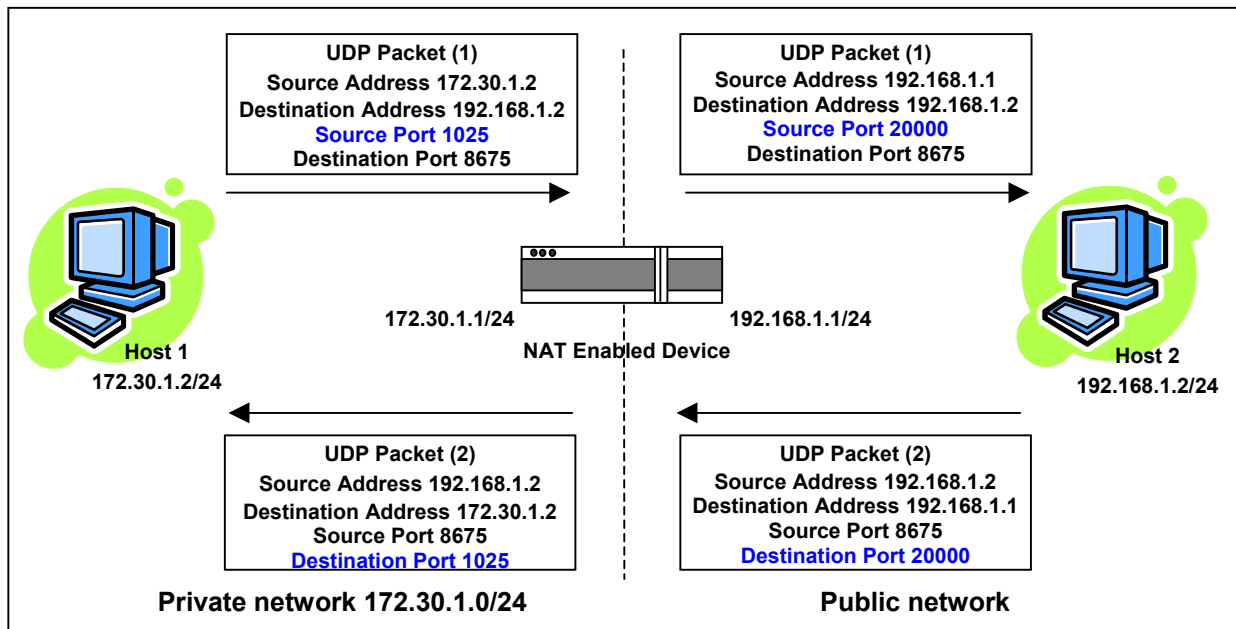 UDP Packet (1)
Source Address 172.30.1.2
Destination Address 192.168.1.2
Source Port 1025
Destination Port 8675
UDP Packet (1)
Source Address 192.168.1.1
Destination Address 192.168.1.2
Source Port 20000
Destination Port 8675
172.30.1.1/24
192.168.1.1/24
NAT Enabled Device
Host 1
172.30.1.2/24
Host 2
192.168.1.2/24
UDP Packet (2)
Source Address 192.168.1.2
Destination Address 172.30.1.2
Source Port 8675
Destination Port 1025
UDP Packet (2)
Source Address 192.168.1.2
Destination Address 192.168.1.1
Source Port 8675
Destination Port 20000
Private network 172.30.1.0/24
Public network